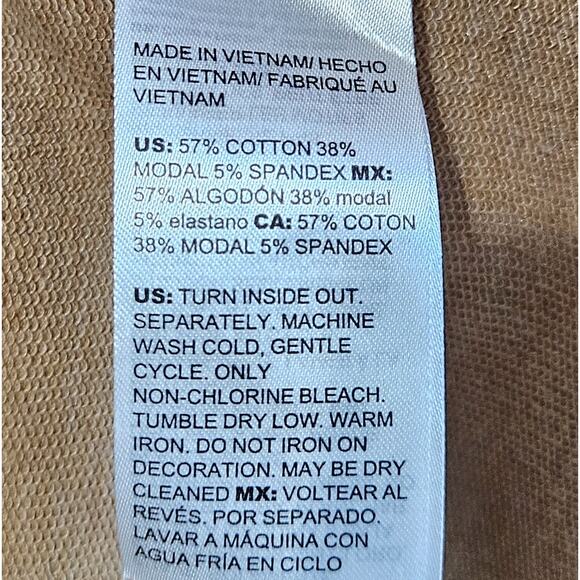 MADE IN VIETNAM/ HECHO
EN VIETNAM/ FABRIQUÉ AU
VIETNAM
US: 57% COTTON 38%
MODAL 5% SPANDEX MX:
57% ALGODÓN 38% modal
5% elastano CA: 57% COTON
38% MODAL 5% SPANDEX
US: TURN INSIDE OUT.
SEPARATELY. MACHINE
WASH COLD, GENTLE
CYCLE. ONLY
NON-CHLORINE BLEACH.
TUMBLE DRY LOW. WARM
IRON. DO NOT IRON ON
DECORATION. MAY BE DRY
CLEANED MX: VOLTEAR AL
REVÉS. POR SEPARADO.
LAVAR A MÁQUINA CON
AGUA FRÍA EN CICLO